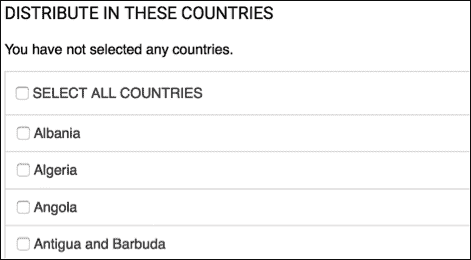 DISTRIBUTE IN THESE COUNTRIES
You have not selected any countries.
SELECT ALL COUNTRIES
Albania
Algeria
Angola
Antigua and Barbuda